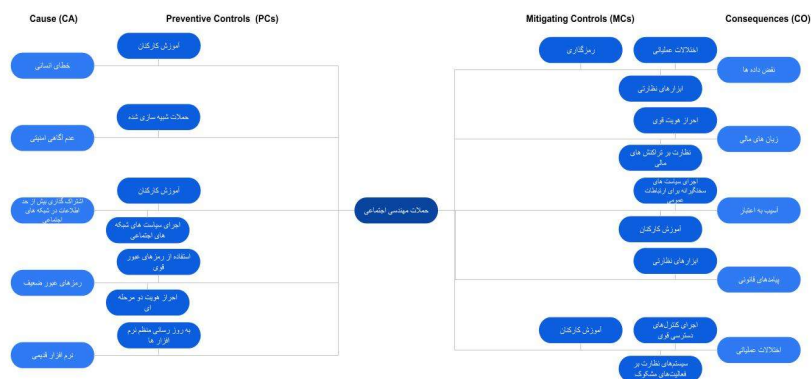 Cause (CA)
Preventive Controls (PCs)
Mitigating Controls (MCs)
Consequences (CO)
آموزش کارکنان
خطای انسانی
حملات شبیه سازی شده
عدم آگاهی امنیتی
آموزش کارکنان
اشتراک گذاری بیش از حد
اطلاعات در شبکه های
اجتماعی
اجرای سیاست های شبکه
های اجتماعی
استفاده از رمزهای عبور
قوی
رمزهای عبور ضعیف
احراز هویت دو مرحله
ای
به روز رسانی منظم نرم
افزار ها
نرم افزار قدیمی
حملات مهندسی اجتماعی
رمزگذاری
اختلالات عملیاتی
نقض داده ها
ابزارهای نظارتی
احراز هویت قوی
زیان های مالی
نظارت بر تراکنش های
مالی
اجرای سیاست های
سختگیرانه برای ارتباطات
عمومی
آسیب به اعتبار
آموزش کارکنان
ابزارهای نظارتی
پیامدهای قانونی
آموزش کارکنان
اجرای کنترل‌های
دسترسی قوی
اختلالات عملیاتی
سیستم‌های نظارت بر
فعالیت‌های مشکوک